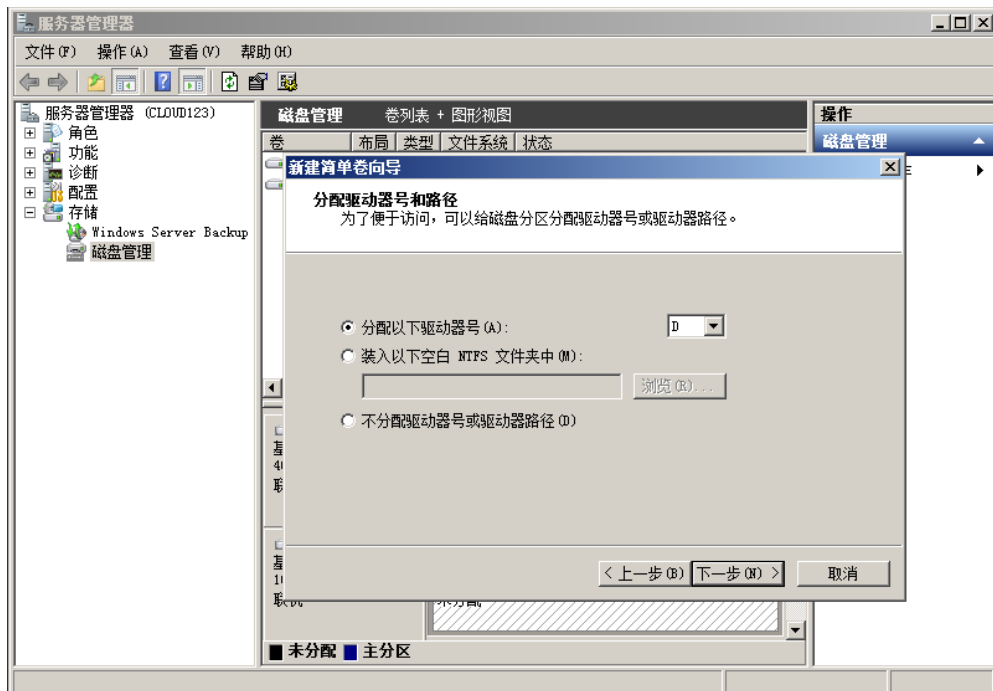 服务器管理器
文件(F) 操作(A) 查看(V) 帮助(H)
服务器管理器 (CLOUD123)
角色
功能
诊断
配置
存储
Windows Server Backup
磁盘管理
磁盘管理 卷列表 + 图形视图
卷 布局 类型 文件系统 状态
操作
磁盘管理
新建简单卷向导
分配驱动器号和路径
为了便于访问，可以给磁盘分区分配驱动器号或驱动器路径。
分配以下驱动器号(A): D
装入以下空白 NTFS 文件夹中(M):
浏览(R)...
不分配驱动器号或驱动器路径(D)
< 上一步(B) 下一步(N) > 取消
基
联
基
联机
未分配
未分配 主分区